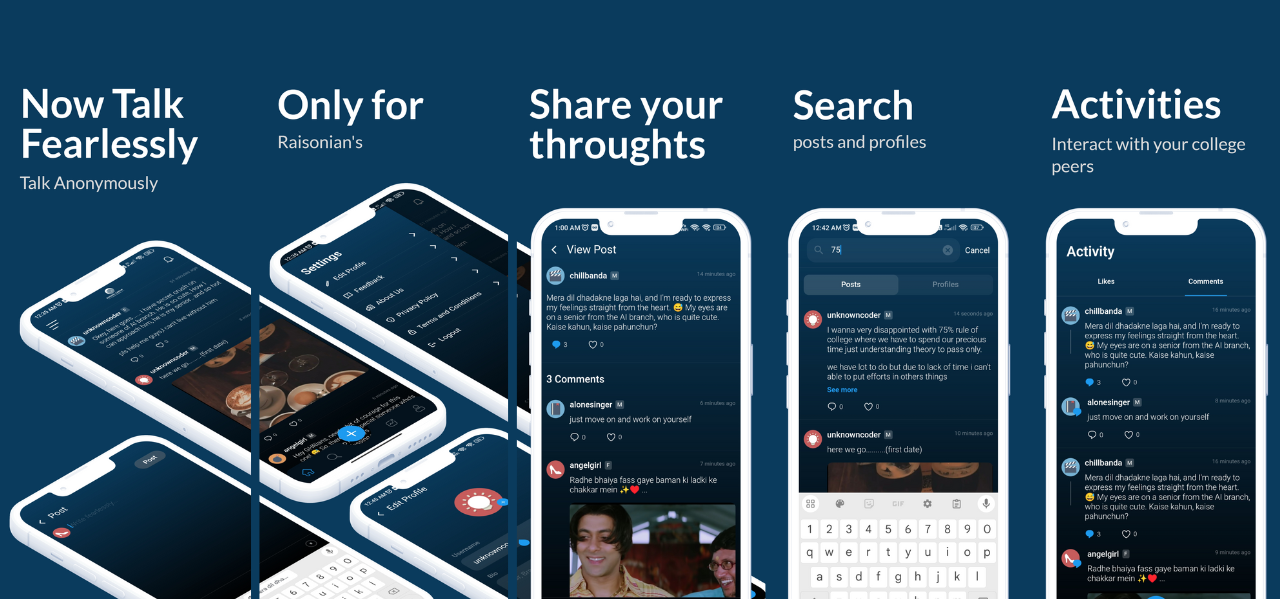 Now Talk
Fearlessly
Talk Anonymously
unknowncoder M
here we go.........(first date)
0
0
angelgirl F
Post
Post
Only for
Raisonian's
Settings
Edit Profile
Feedback
About Us
Privacy Policy
Terms and Conditions
Logout
Edit Profile
Username
unknownco
Bio
Share your
throughts
1:00 AM
View Post
chillbanda M
14 minutes ago
Mera dil dhadakne laga hai, and I'm ready to express
my feelings straight from the heart. 😅 My eyes are
on a senior from the AI branch, who is quite cute.
Kaise kahun, kaise pahunchun?
3
0
3 Comments
alonesinger M
6 minutes ago
just move on and work on yourself
0
0
angelgirl F
7 minutes ago
Radhe bhaiya fass gaye baman ki ladki ke
chakkar mein ✨❤️ ...
Search
posts and profiles
12:42 AM
75
Cancel
Posts
Profiles
unknowncoder M
14 seconds ago
I wanna very disappointed with 75% rule of
college where we have to spend our precious
time just understanding theory to pass only.
we have lot to do but due to lack of time i can't
able to put efforts in others things
See more
0
0
unknowncoder M
10 minutes ago
here we go.........(first date)
GIF
1 2 3 4 5 6 7 8 9 0
q w e r t y u i o p
a s d f g h j k l
Activities
Interact with your college
peers
Activity
Likes
Comments
chillbanda M
16 minutes ago
Mera dil dhadakne laga hai, and I'm ready to
express my feelings straight from the heart.
😅 My eyes are on a senior from the AI branch,
who is quite cute. Kaise kahun, kaise
pahunchun?
3
0
alonesinger M
8 minutes ago
just move on and work on yourself
0
0
chillbanda M
16 minutes ago
Mera dil dhadakne laga hai, and I'm ready to
express my feelings straight from the heart.
😅 My eyes are on a senior from the AI branch,
who is quite cute. Kaise kahun, kaise
pahunchun?
3
0
angelgirl F
9 minutes ago
Radhe bhaiya fass gaye baman ki ladki ke
chakkar mein ✨❤️ ...